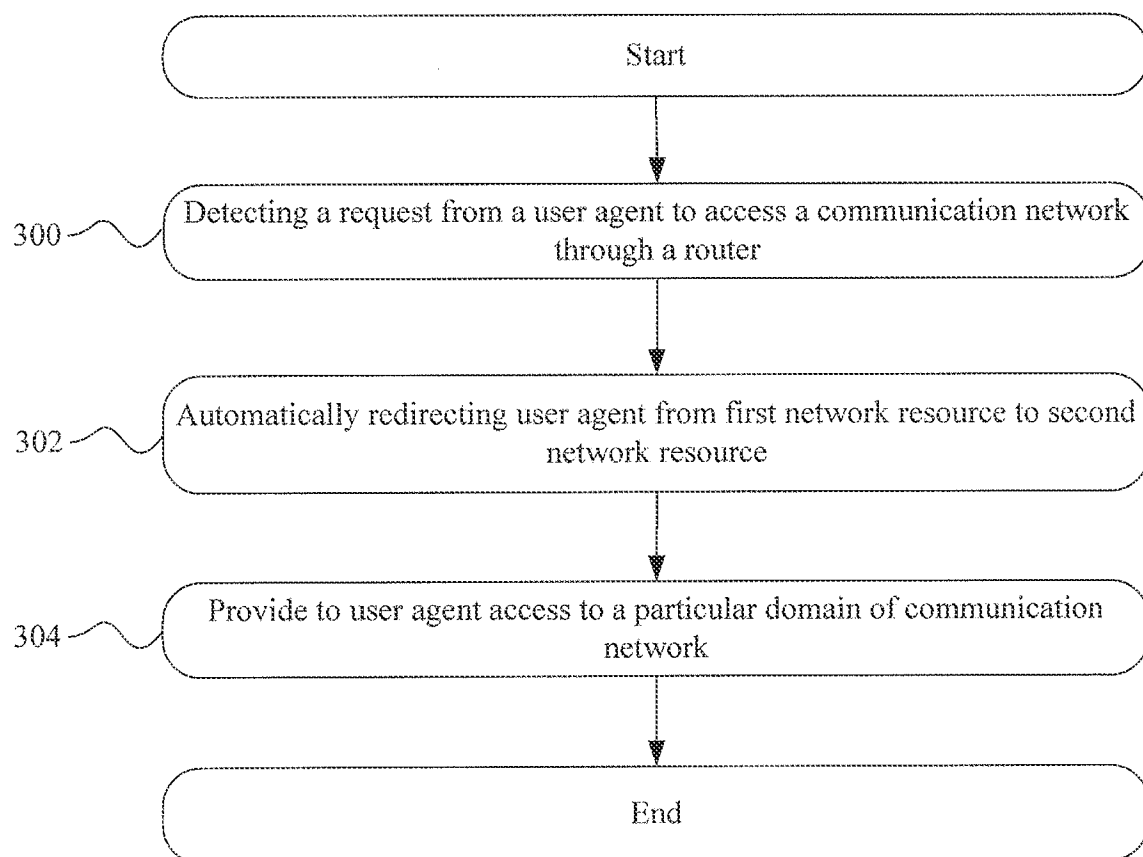 Start
300
Detecting a request from a user agent to access a communication network
through a router
302
Automatically redirecting user agent from first network resource to second
network resource
304
Provide to user agent access to a particular domain of communication
network
End